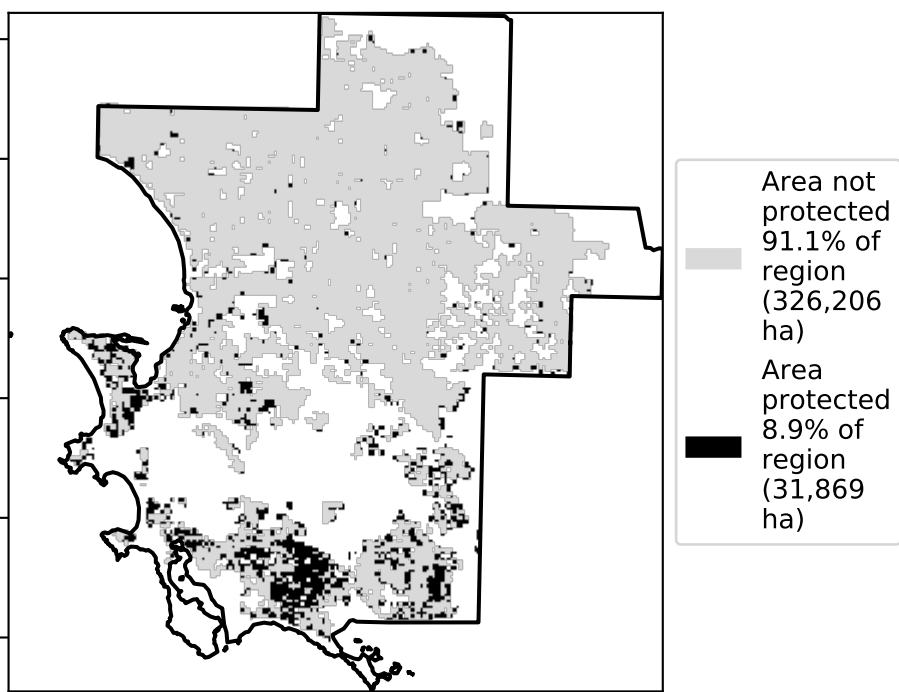 Area not
protected
91.1% of
region
(326,206
ha)
Area
protected
8.9% of
region
(31,869
ha)